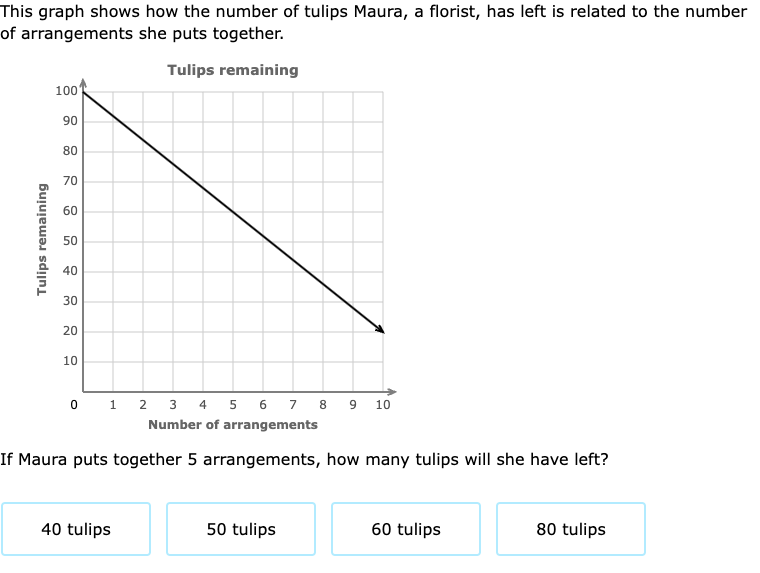 This graph shows how the number of tulips Maura, a florist, has left is related to the number
of arrangements she puts together.
Tulips remaining
100
90
80
70
60
50
40
30
20
10
Tulips remaining
0 1 2 3 4 5 6 7 8 9 10
Number of arrangements
If Maura puts together 5 arrangements, how many tulips will she have left?
40 tulips
50 tulips
60 tulips
80 tulips